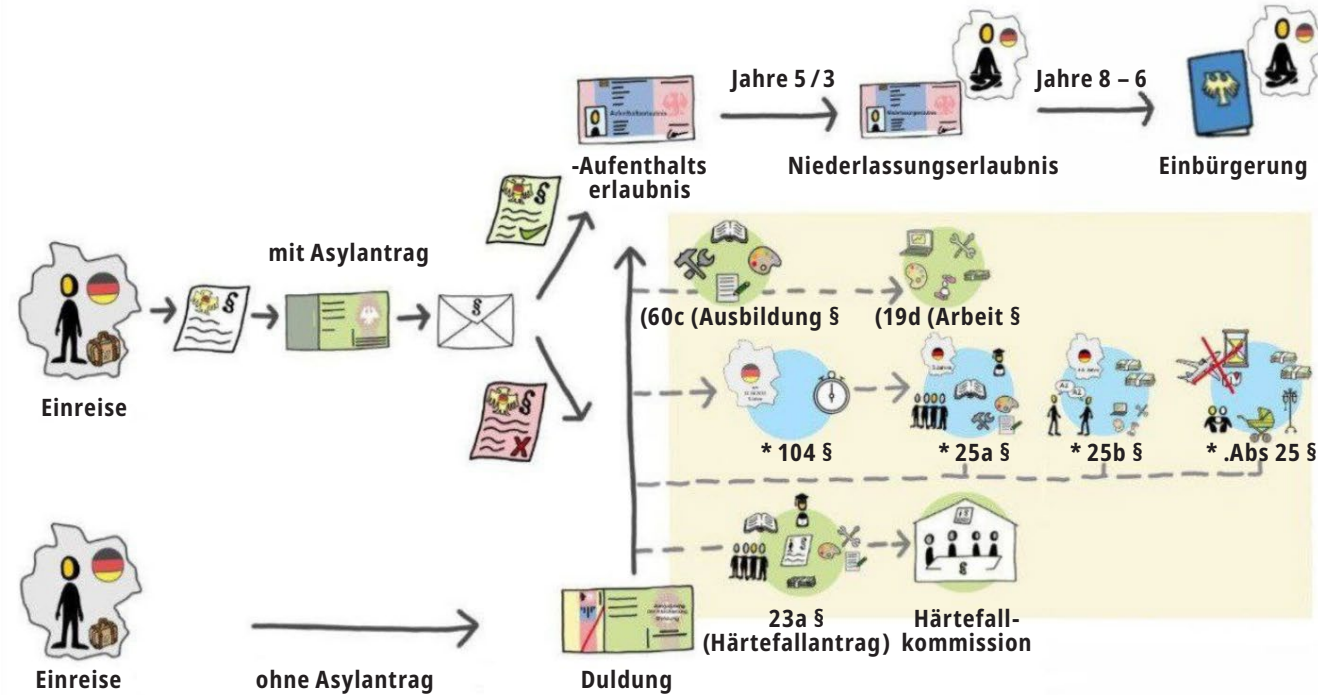 Jahre 5 / 3
Jahre 8 – 6
-Aufenthalts
erlaubnis
Niederlassungserlaubnis
Einbürgerung
mit Asylantrag
§
§
§
§
§
Einreise
(60c (Ausbildung §
(19d (Arbeit §
* 104 §
* 25a §
* 25b §
* .Abs 25 §
23a §
(Härtefallantrag)
Härtefall-
kommission
§
Einreise
ohne Asylantrag
Duldung